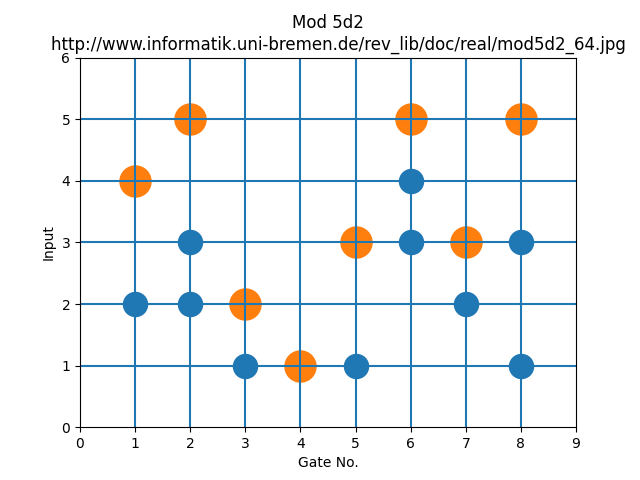 Mod 5d2
http://www.informatik.uni-bremen.de/rev_lib/doc/real/mod5d2_64.jpg
6
5
4
3
2
1
0
Input
0 1 2 3 4 5 6 7 8 9
Gate No.